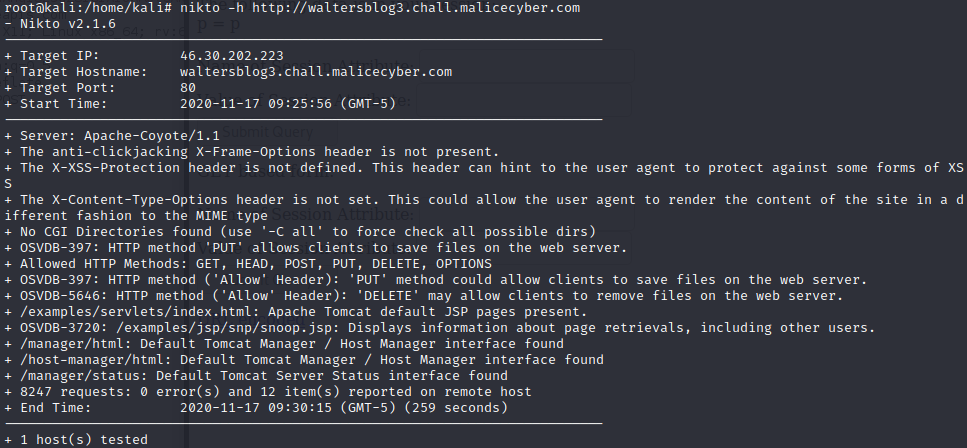 root@kali:/home/kali# nikto -h http://waltersblog3.chall.malicecyber.com
- Nikto v2.1.6
---------------------------------------------------------------------------
+ Target IP:          46.30.202.223
+ Target Hostname:    waltersblog3.chall.malicecyber.com
+ Target Port:        80
+ Start Time:         2020-11-17 09:25:56 (GMT-5)
---------------------------------------------------------------------------
+ Server: Apache-Coyote/1.1
+ The anti-clickjacking X-Frame-Options header is not present.
+ The X-XSS-Protection header is not defined. This header can hint to the user agent to protect against some forms of XS
S
+ The X-Content-Type-Options header is not set. This could allow the user agent to render the content of the site in a d
ifferent fashion to the MIME type
+ No CGI Directories found (use '-C all' to force check all possible dirs)
+ OSVDB-397: HTTP method 'PUT' allows clients to save files on the web server.
+ Allowed HTTP Methods: GET, HEAD, POST, PUT, DELETE, OPTIONS
+ OSVDB-397: HTTP method ('Allow' Header): 'PUT' method could allow clients to save files on the web server.
+ OSVDB-5646: HTTP method ('Allow' Header): 'DELETE' may allow clients to remove files on the web server.
+ /examples/servlets/index.html: Apache Tomcat default JSP pages present.
+ OSVDB-3720: /examples/jsp/snp/snoop.jsp: Displays information about page retrievals, including other users.
+ /manager/html: Default Tomcat Manager / Host Manager interface found
+ /host-manager/html: Default Tomcat Manager / Host Manager interface found
+ /manager/status: Default Tomcat Server Status interface found
+ 8247 requests: 0 error(s) and 12 item(s) reported on remote host
+ End Time:           2020-11-17 09:30:15 (GMT-5) (259 seconds)
---------------------------------------------------------------------------
+ 1 host(s) tested